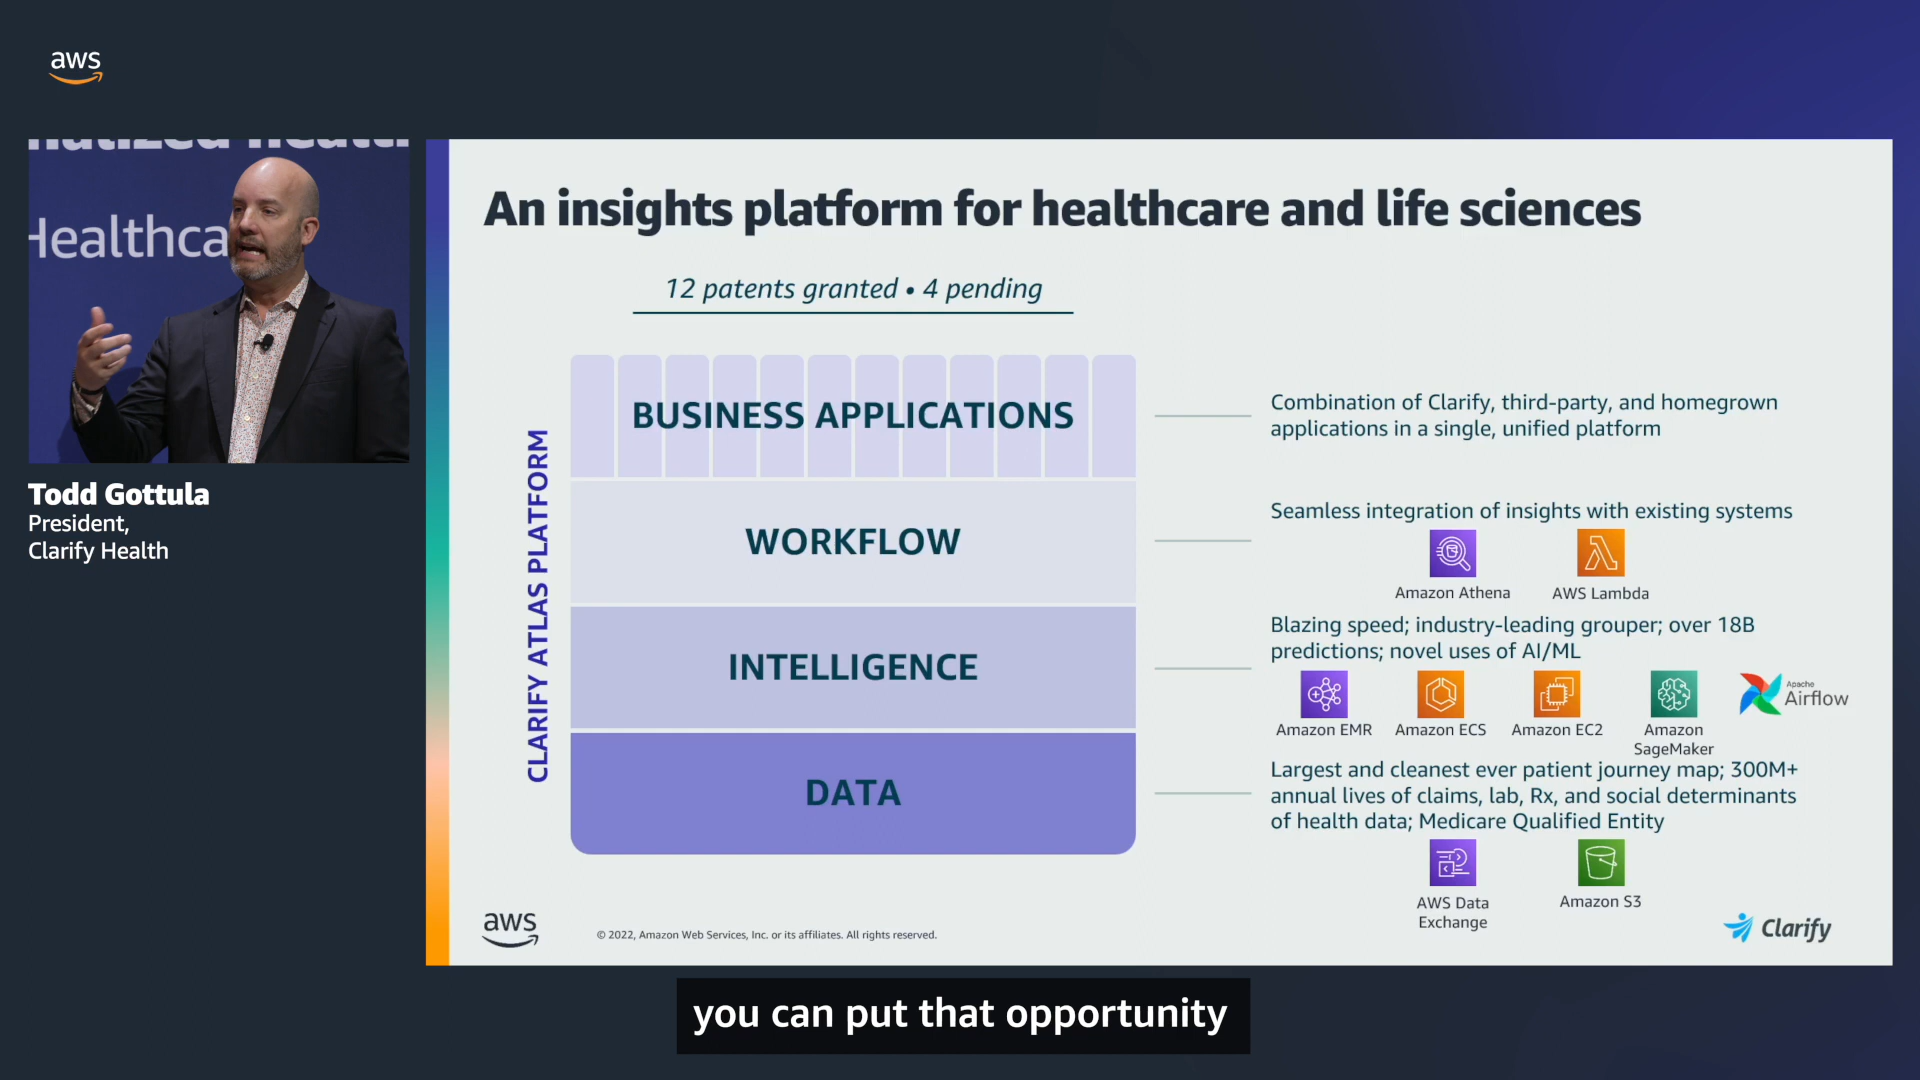 aws
Healthca
Todd Gottula
President,
Clarify Health
An insights platform for healthcare and life sciences
12 patents granted • 4 pending
CLARIFY ATLAS PLATFORM
BUSINESS APPLICATIONS
Combination of Clarify, third-party, and homegrown
applications in a single, unified platform
WORKFLOW
Seamless integration of insights with existing systems
Amazon Athena
AWS Lambda
INTELLIGENCE
Blazing speed; industry-leading grouper; over 18B
predictions; novel uses of AI/ML
Amazon EMR
Amazon ECS
Amazon EC2
Amazon
SageMaker
Apache
Airflow
DATA
Largest and cleanest ever patient journey map; 300M+
annual lives of claims, lab, Rx, and social determinants
of health data; Medicare Qualified Entity
AWS Data
Exchange
Amazon S3
aws
© 2022, Amazon Web Services, Inc. or its affiliates. All rights reserved.
Clarify
you can put that opportunity